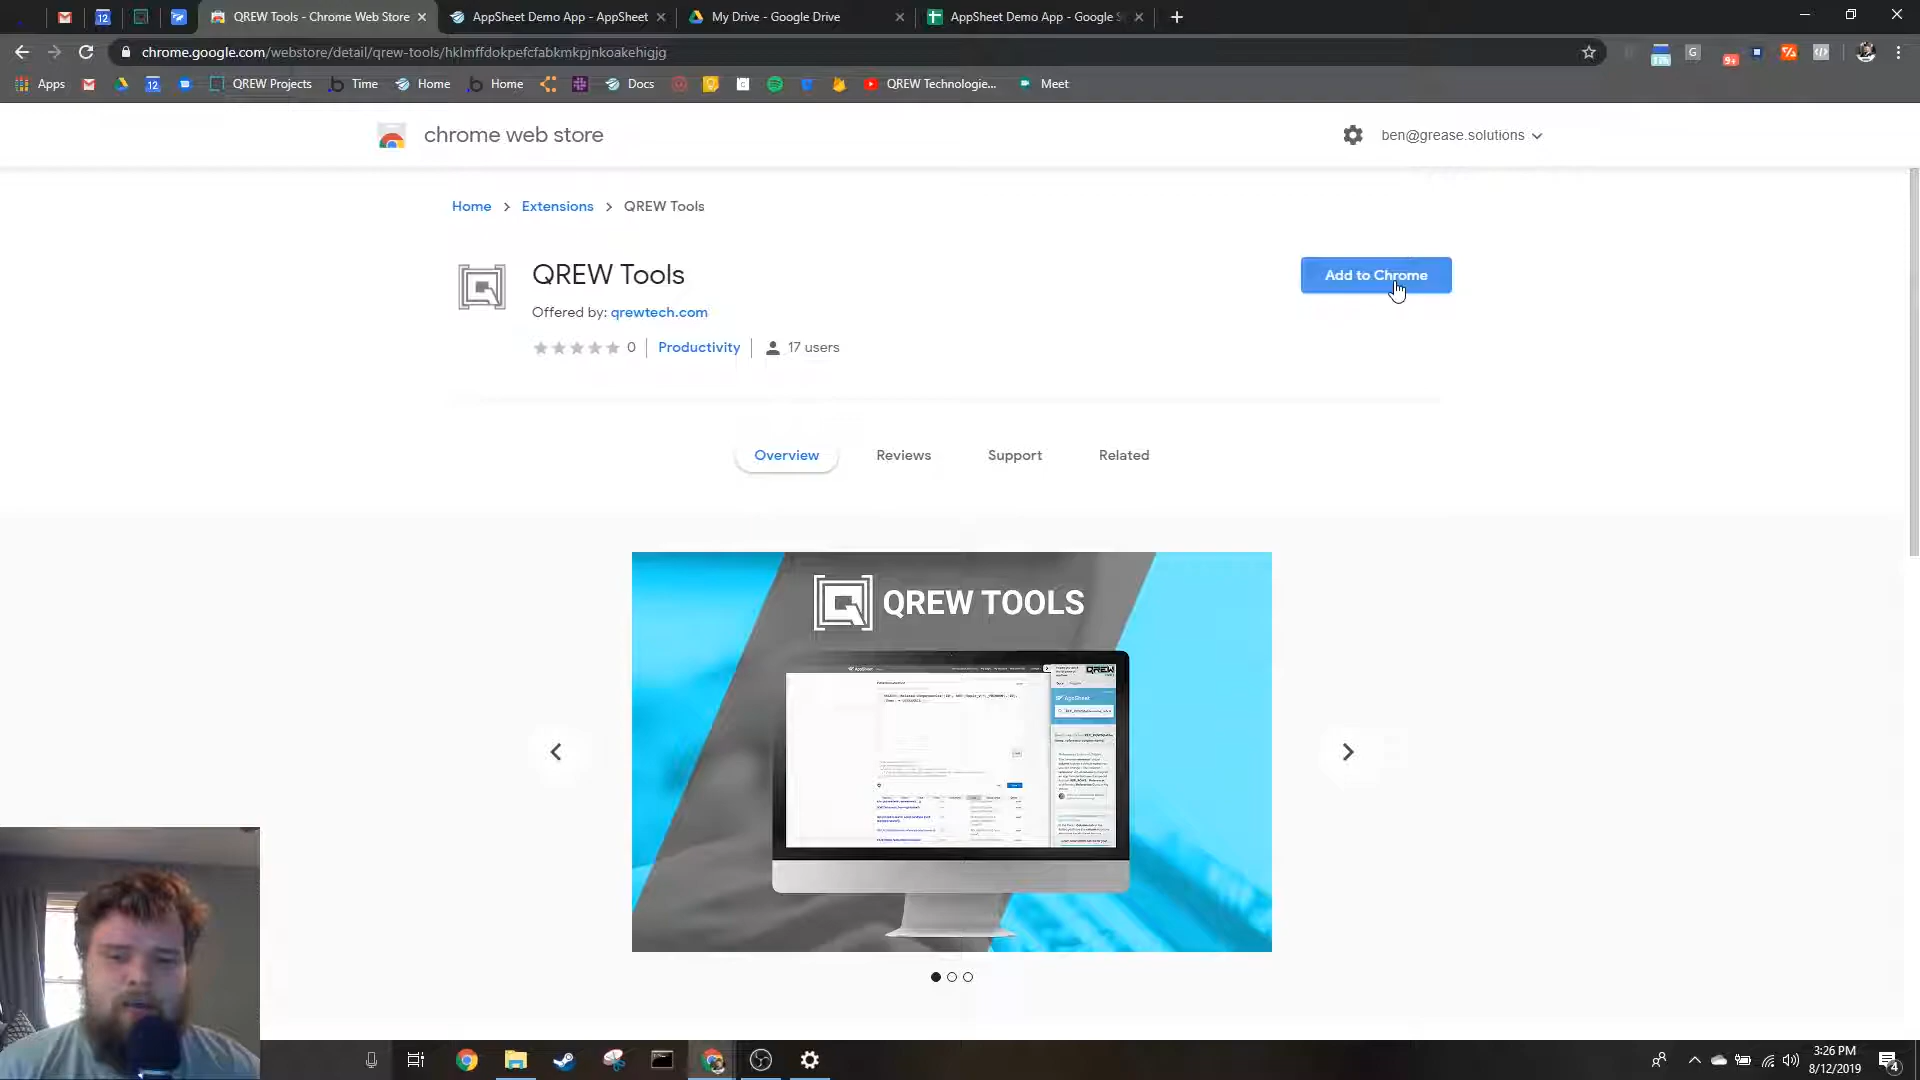 QREW Tools - Chrome Web Store
AppSheet Demo App - AppSheet
My Drive - Google Drive
AppSheet Demo App - Google S
chrome.google.com/webstore/detail/qrew-tools/hklmffdokpefcfabkmkpjnkoakehigjg
Apps
12
QREW Projects
Time
Home
Home
Docs
QREW Technologie...
Meet
chrome web store
ben@grease.solutions
Home > Extensions > QREW Tools
QREW Tools
Add to Chrome
Offered by: qrewtech.com
0
Productivity
17 users
Overview
Reviews
Support
Related
QREW TOOLS
3:26 PM
8/12/2019
4